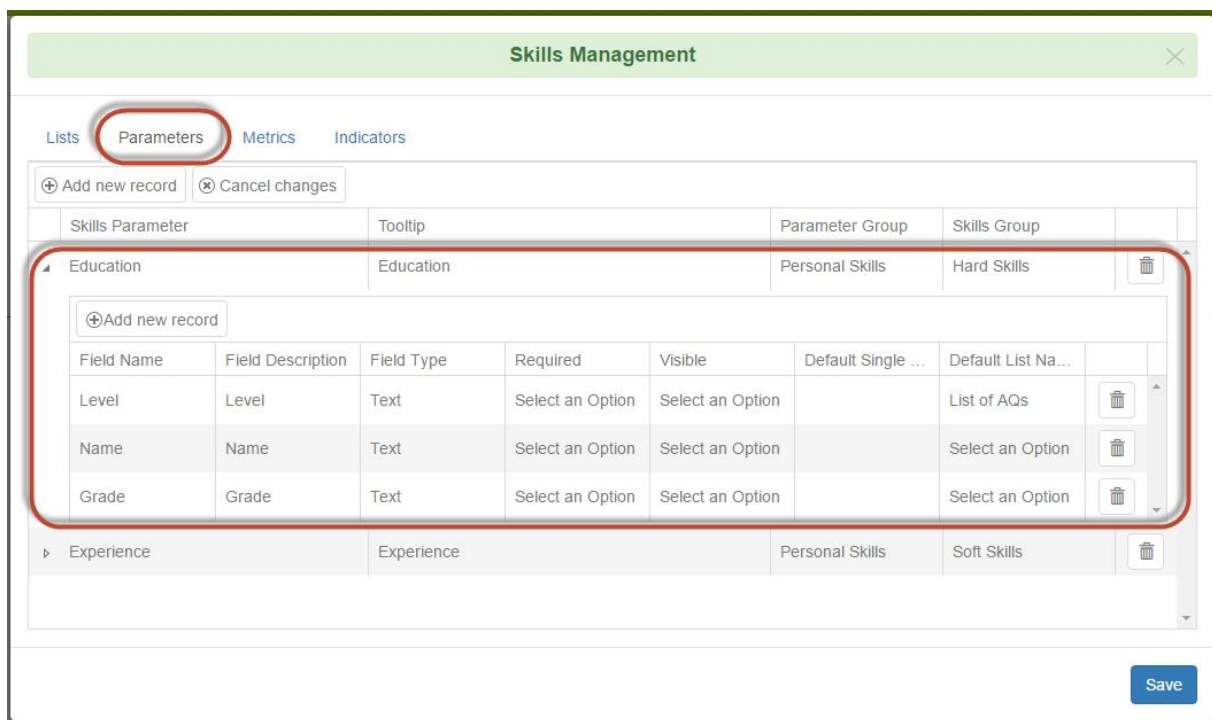 Skills Management
Lists Parameters Metrics Indicators
Add new record Cancel changes
Skills Parameter Tooltip Parameter Group Skills Group
Education Education Personal Skills Hard Skills
Add new record
Field Name Field Description Field Type Required Visible Default Single ... Default List Na...
Level Level Text Select an Option Select an Option List of AQs
Name Name Text Select an Option Select an Option Select an Option
Grade Grade Text Select an Option Select an Option Select an Option
Experience Experience Personal Skills Soft Skills
Save